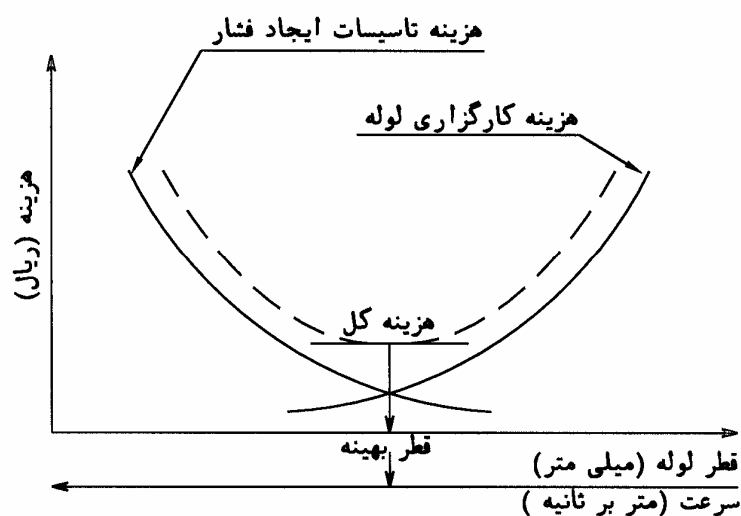 هزینه تاسیسات ایجاد فشار
هزینه کارگزاری لوله
هزینه (ریال)
هزینه کل
قطر بهینه
قطر لوله (میلی متر)
سرعت (متر بر ثانیه )